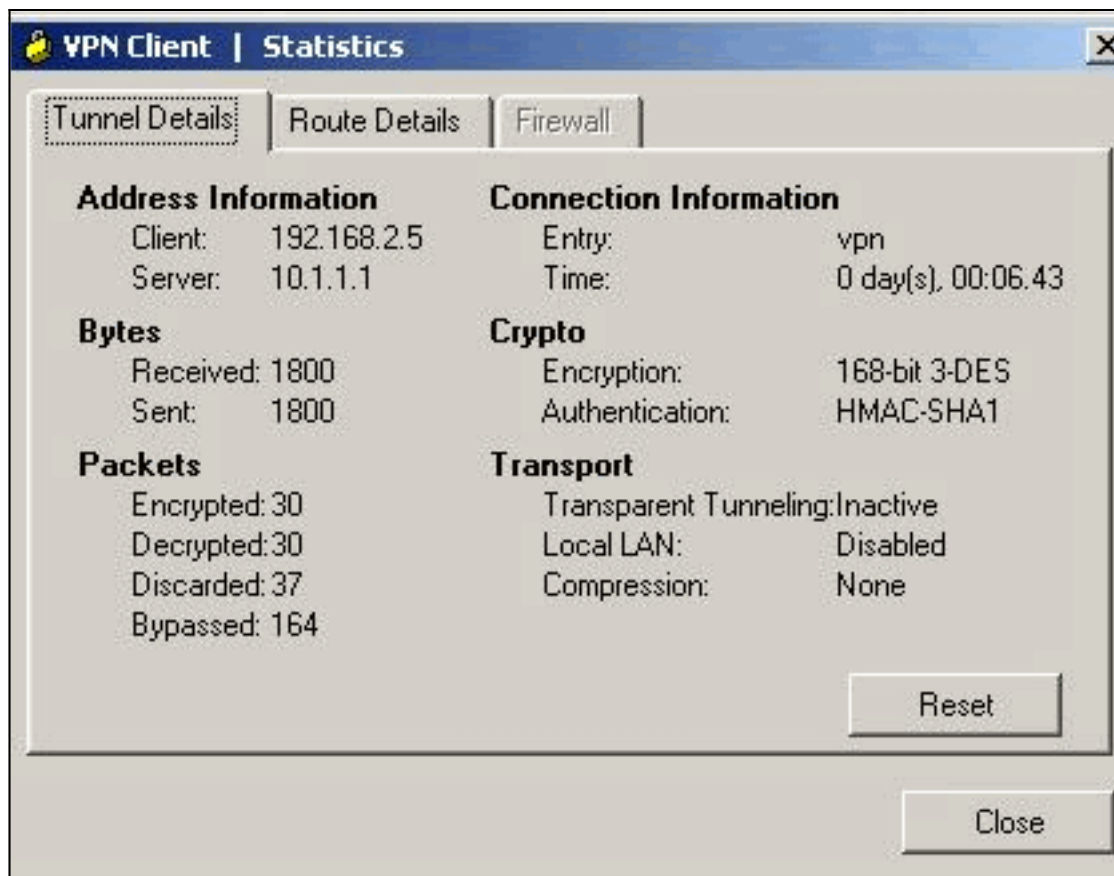 VPN Client | Statistics
Tunnel Details
Route Details
Firewall
Address Information
Client: 192.168.2.5
Server: 10.1.1.1
Bytes
Received: 1800
Sent: 1800
Packets
Encrypted: 30
Decrypted: 30
Discarded: 37
Bypassed: 164
Connection Information
Entry: vpn
Time: 0 day(s), 00:06.43
Crypto
Encryption: 168-bit 3-DES
Authentication: HMAC-SHA1
Transport
Transparent Tunneling:Inactive
Local LAN: Disabled
Compression: None
Reset
Close